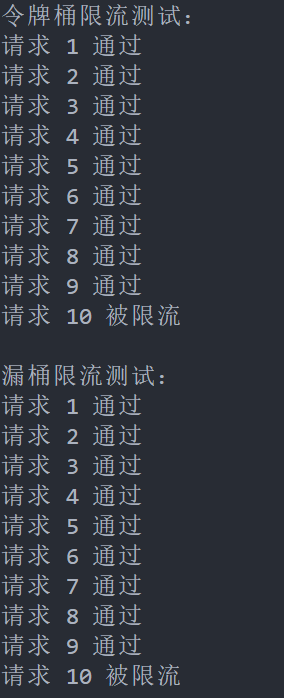 令牌桶限流测试:
请求 1 通过
请求 2 通过
请求 3 通过
请求 4 通过
请求 5 通过
请求 6 通过
请求 7 通过
请求 8 通过
请求 9 通过
请求 10 被限流

漏桶限流测试:
请求 1 通过
请求 2 通过
请求 3 通过
请求 4 通过
请求 5 通过
请求 6 通过
请求 7 通过
请求 8 通过
请求 9 通过
请求 10 被限流